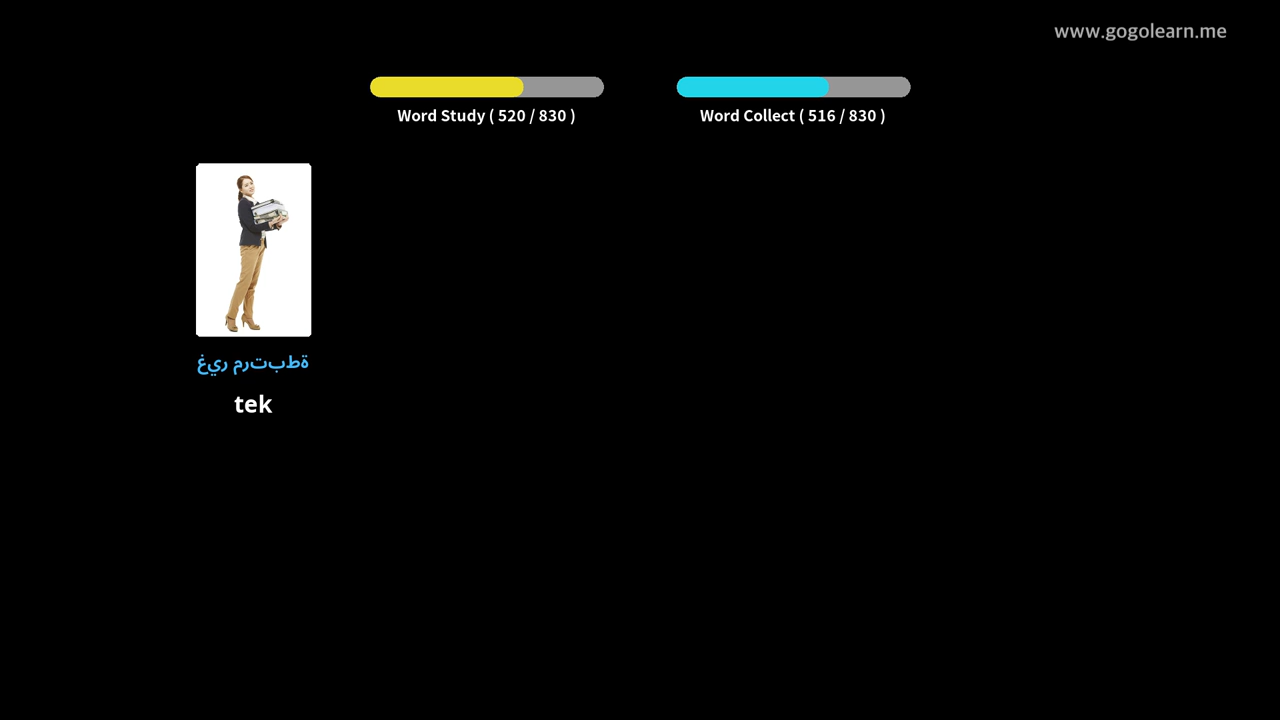 www.gogolearn.me
Word Study ( 520 / 830 )
Word Collect ( 516 / 830 )
غير مرتبطة
tek